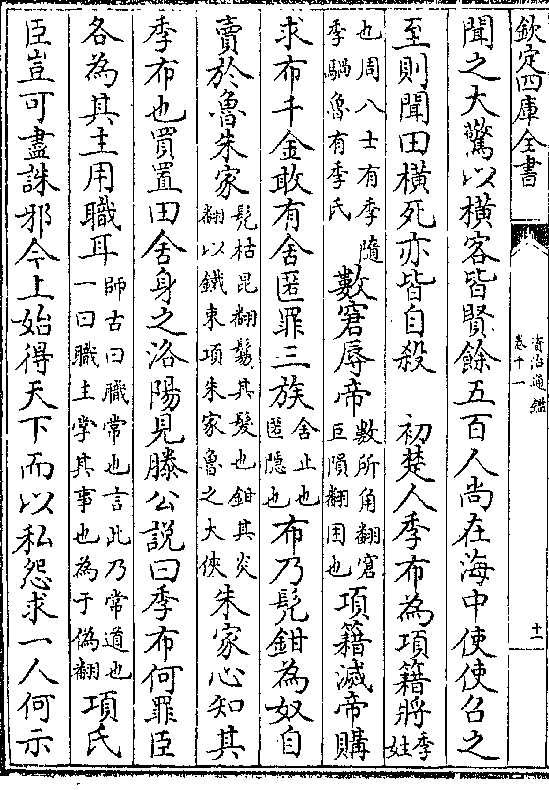 欽定四庫全書
資治通鑑
卷十一
十一
聞之大驚以橫客皆賢餘五百人尚在海中使使召之
至則聞田橫死亦皆自殺　初楚人季布為項籍將季姓
也周八士有季隨
季騧魯有季氏
數窘辱帝
數所角翻窘
巨隕翻困也
項籍滅帝購
求布千金敢有舍匿罪三族
舍止也
匿隱也
布乃髠鉗為奴自
賣於魯朱家
髠枯昆翻鬄其髮也鉗其炎
翻以鐵束項朱家魯之大俠
朱家心知其
季布也買置田舍身之洛陽見滕公說曰季布何罪臣
各為其主用職耳
師古曰職常也言此乃常道也
一曰職主掌其事也為于偽翻
項氏
臣豈可盡誅邪今上始得天下而以私怨求一人何示